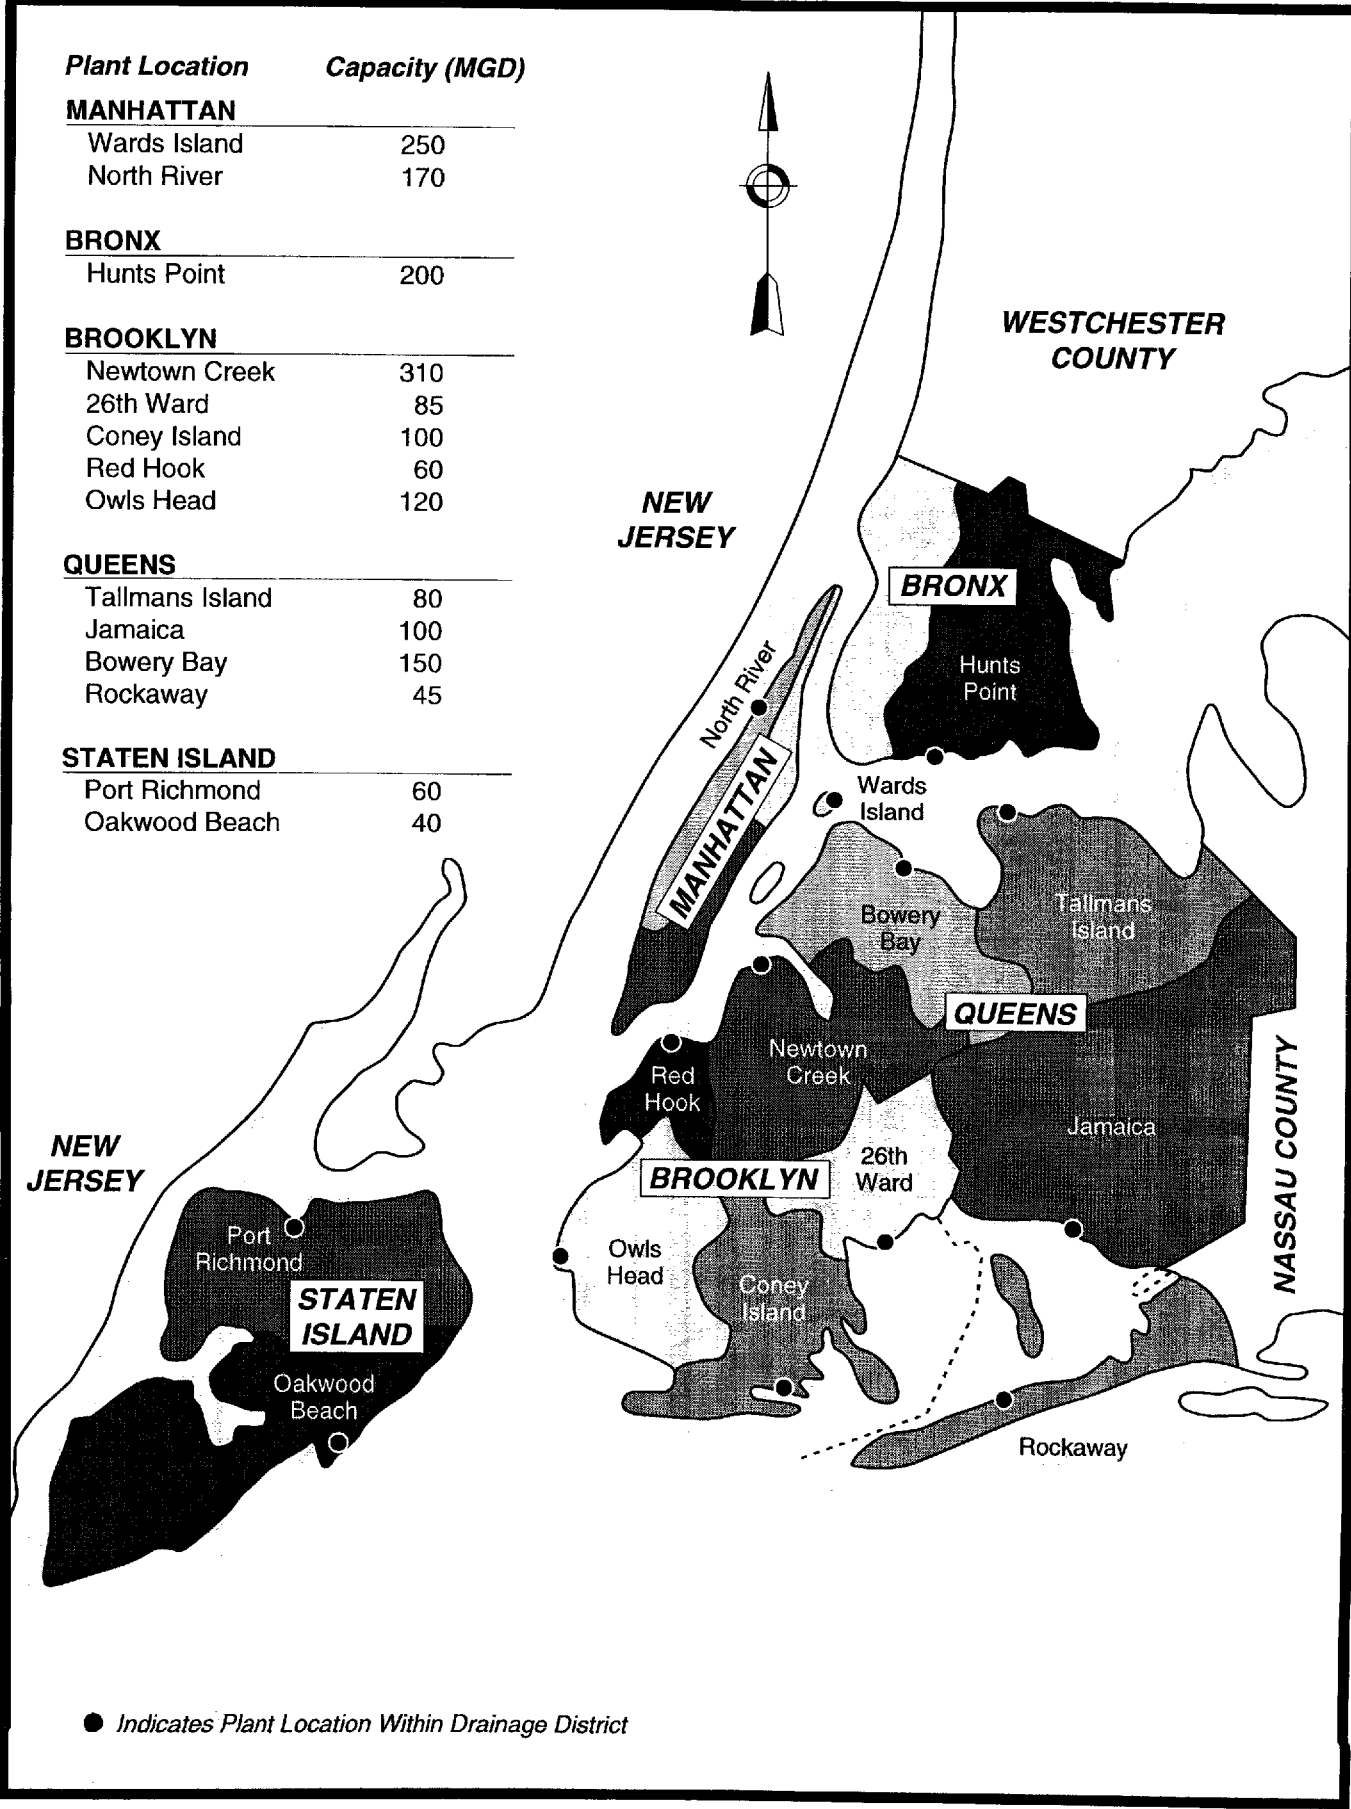 Plant Location Capacity (MGD)
MANHATTAN
Wards Island 250
North River 170
BRONX
Hunts Point 200
BROOKLYN
Newtown Creek 310
26th Ward 85
Coney Island 100
Red Hook 60
Owls Head 120
QUEENS
Tallmans Island 80
Jamaica 100
Bowery Bay 150
Rockaway 45
STATEN ISLAND
Port Richmond 60
Oakwood Beach 40
WESTCHESTER
COUNTY
NEW
JERSEY
BRONX
Hunts
Point
North River
MANHATTAN
Wards
Island
Bowery
Bay
Tallmans
Island
QUEENS
Newtown
Creek
Red
Hook
Jamaica
NASSAU COUNTY
BROOKLYN
26th
Ward
Owls
Head
Coney
Island
Rockaway
NEW
JERSEY
Port
Richmond
STATEN
ISLAND
Oakwood
Beach
Indicates Plant Location Within Drainage District